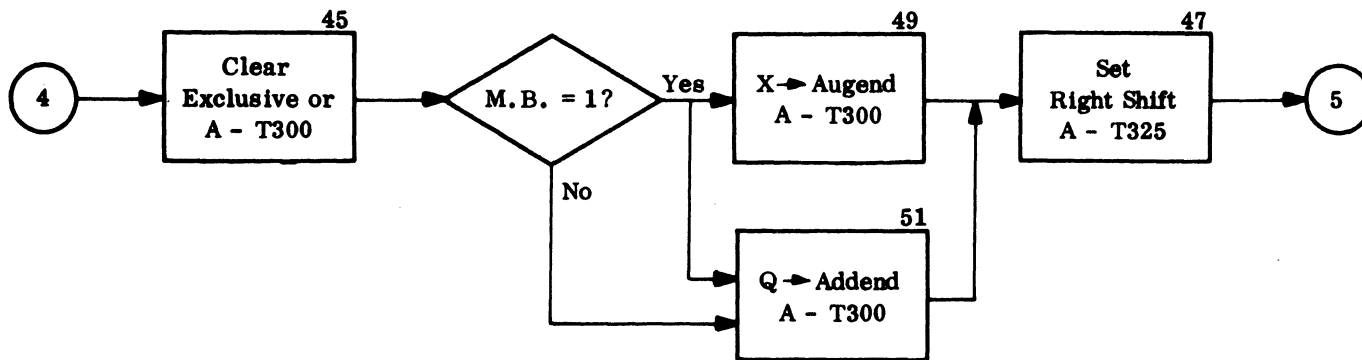 4
45
Clear
Exclusive or
A - T300
M.B. = 1?
Yes
No
49
X → Augend
A - T300
51
Q → Addend
A - T300
47
Set
Right Shift
A - T325
5